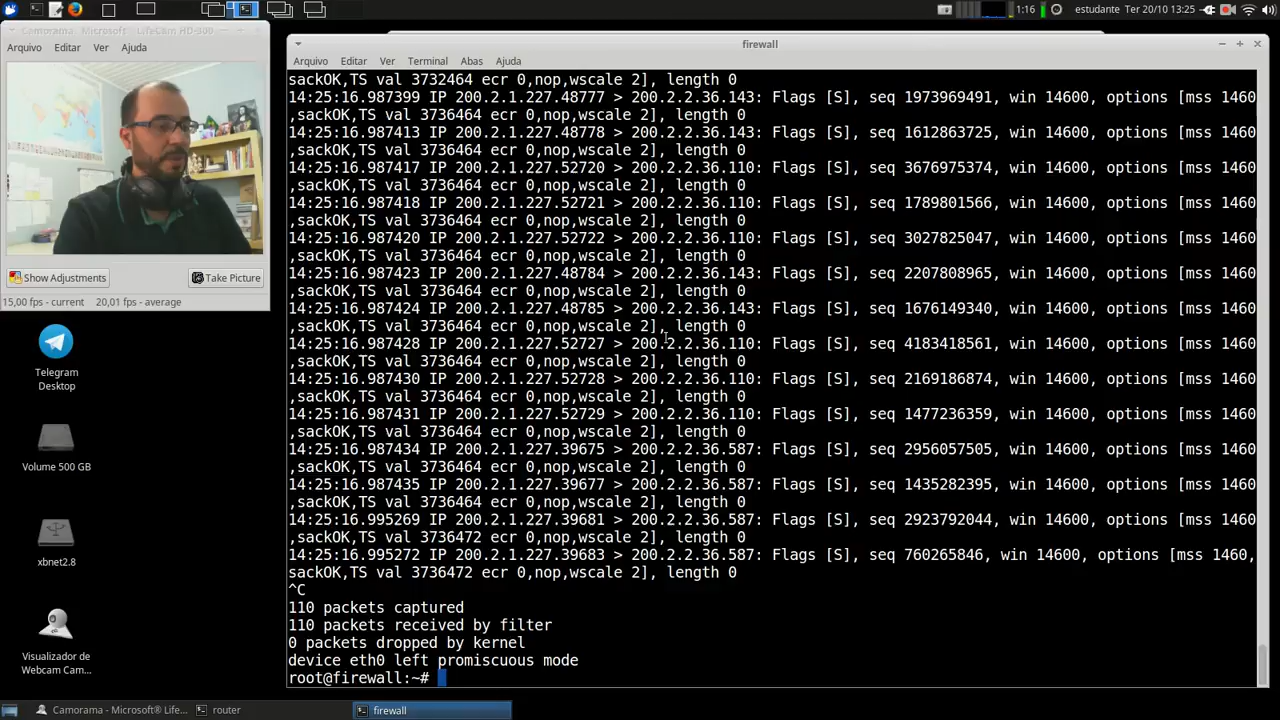 1:16
estudante Ter 20/10 13:25
Camorama, Microsoft LifeCam HD-300
Arquivo Editar Ver Ajuda
Show Adjustments
Take Picture
15,00 fps - current 20,01 fps - average
Telegram
Desktop
Volume 500 GB
xbnet2.8
Visualizador de
Webcam Cam...
firewall
Arquivo Editar Ver Terminal Abas Ajuda
sackOK,TS val 3732464 ecr 0,nop,wscale 2], length 0
14:25:16.987399 IP 200.2.1.227.48777 > 200.2.2.36.143: Flags [S], seq 1973969491, win 14600, options [mss 1460
,sackOK,TS val 3736464 ecr 0,nop,wscale 2], length 0
14:25:16.987413 IP 200.2.1.227.48778 > 200.2.2.36.143: Flags [S], seq 1612863725, win 14600, options [mss 1460
,sackOK,TS val 3736464 ecr 0,nop,wscale 2], length 0
14:25:16.987417 IP 200.2.1.227.52720 > 200.2.2.36.110: Flags [S], seq 3676975374, win 14600, options [mss 1460
,sackOK,TS val 3736464 ecr 0,nop,wscale 2], length 0
14:25:16.987418 IP 200.2.1.227.52721 > 200.2.2.36.110: Flags [S], seq 1789801566, win 14600, options [mss 1460
,sackOK,TS val 3736464 ecr 0,nop,wscale 2], length 0
14:25:16.987420 IP 200.2.1.227.52722 > 200.2.2.36.110: Flags [S], seq 3027825047, win 14600, options [mss 1460
,sackOK,TS val 3736464 ecr 0,nop,wscale 2], length 0
14:25:16.987423 IP 200.2.1.227.48784 > 200.2.2.36.143: Flags [S], seq 2207808965, win 14600, options [mss 1460
,sackOK,TS val 3736464 ecr 0,nop,wscale 2], length 0
14:25:16.987424 IP 200.2.1.227.48785 > 200.2.2.36.143: Flags [S], seq 1676149340, win 14600, options [mss 1460
,sackOK,TS val 3736464 ecr 0,nop,wscale 2], length 0
14:25:16.987428 IP 200.2.1.227.52727 > 200.2.2.36.110: Flags [S], seq 4183418561, win 14600, options [mss 1460
,sackOK,TS val 3736464 ecr 0,nop,wscale 2], length 0
14:25:16.987430 IP 200.2.1.227.52728 > 200.2.2.36.110: Flags [S], seq 2169186874, win 14600, options [mss 1460
,sackOK,TS val 3736464 ecr 0,nop,wscale 2], length 0
14:25:16.987431 IP 200.2.1.227.52729 > 200.2.2.36.110: Flags [S], seq 1477236359, win 14600, options [mss 1460
,sackOK,TS val 3736464 ecr 0,nop,wscale 2], length 0
14:25:16.987434 IP 200.2.1.227.39675 > 200.2.2.36.587: Flags [S], seq 2956057505, win 14600, options [mss 1460
,sackOK,TS val 3736464 ecr 0,nop,wscale 2], length 0
14:25:16.987435 IP 200.2.1.227.39677 > 200.2.2.36.587: Flags [S], seq 1435282395, win 14600, options [mss 1460
,sackOK,TS val 3736464 ecr 0,nop,wscale 2], length 0
14:25:16.995269 IP 200.2.1.227.39681 > 200.2.2.36.587: Flags [S], seq 2923792044, win 14600, options [mss 1460
,sackOK,TS val 3736472 ecr 0,nop,wscale 2], length 0
14:25:16.995272 IP 200.2.1.227.39683 > 200.2.2.36.587: Flags [S], seq 760265846, win 14600, options [mss 1460,
sackOK,TS val 3736472 ecr 0,nop,wscale 2], length 0
^C
110 packets captured
110 packets received by filter
0 packets dropped by kernel
device eth0 left promiscuous mode
root@firewall:~#
Camorama - Microsoft® LifeCam...
router
firewall